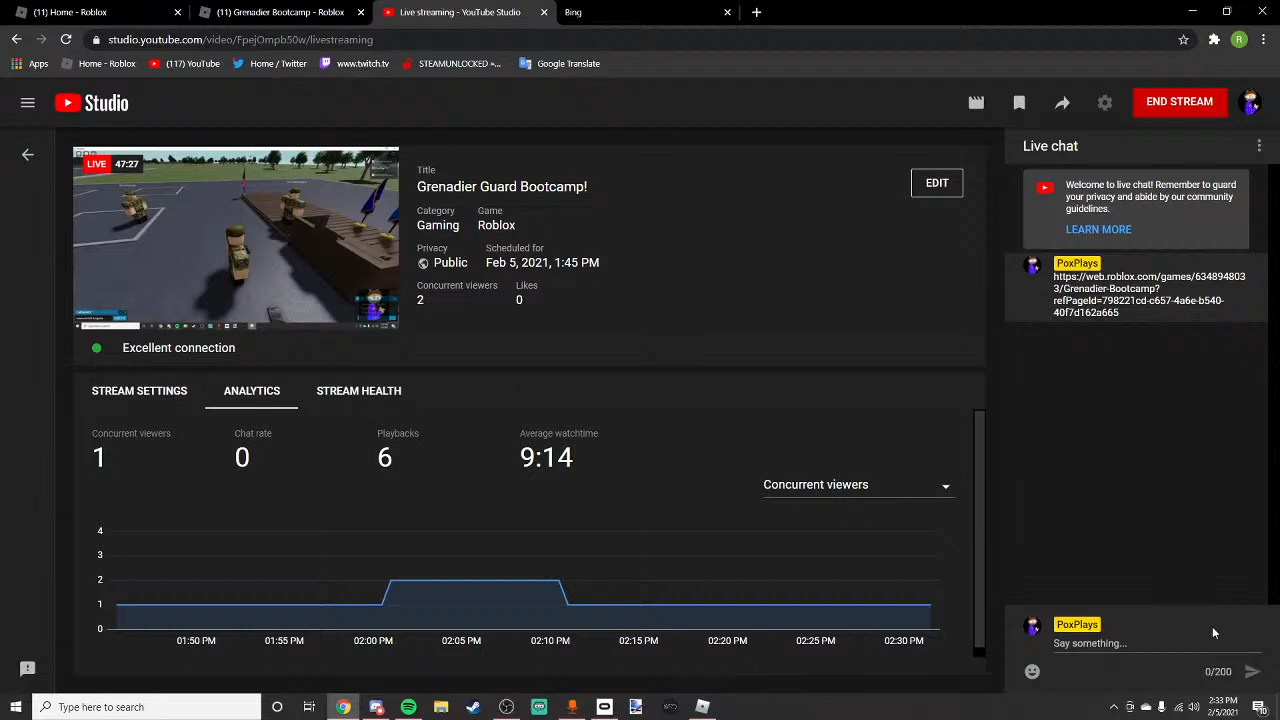 (11) Home - Roblox
(11) Grenadier Bootcamp - Roblox
Live streaming - YouTube Studio
Bing
studio.youtube.com/video/FpejOmpb50w/livestreaming
R
Apps
Home - Roblox
(117) YouTube
Home / Twitter
www.twitch.tv
STEAMUNLOCKED »...
Google Translate
Studio
END STREAM
LIVE 47:27
Title
Grenadier Guard Bootcamp!
EDIT
Category Game
Gaming Roblox
Privacy Scheduled for
Public Feb 5, 2021, 1:45 PM
Concurrent viewers Likes
2 0
Excellent connection
STREAM SETTINGS ANALYTICS STREAM HEALTH
Concurrent viewers Chat rate Playbacks Average watchtime
1 0 6 9:14
Concurrent viewers
4
3
2
1
0
01:50 PM 01:55 PM 02:00 PM 02:05 PM 02:10 PM 02:15 PM 02:20 PM 02:25 PM 02:30 PM
Live chat
Welcome to live chat! Remember to guard
your privacy and abide by our community
guidelines.
LEARN MORE
PoxPlays
https://web.roblox.com/games/634894803
3/Grenadier-Bootcamp?
refPageId=798221cd-c657-4a6e-b540-
40f7d162a665
PoxPlays
Say something...
0/200
Type here to search
2:33 PM
2/5/2021